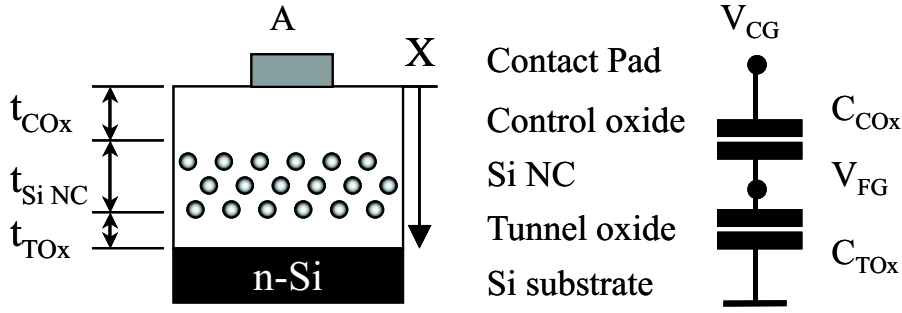 A
X
t_COx
t_Si NC
t_TOx
n-Si
Contact Pad
Control oxide
Si NC
Tunnel oxide
Si substrate
V_CG
C_COx
V_FG
C_TOx